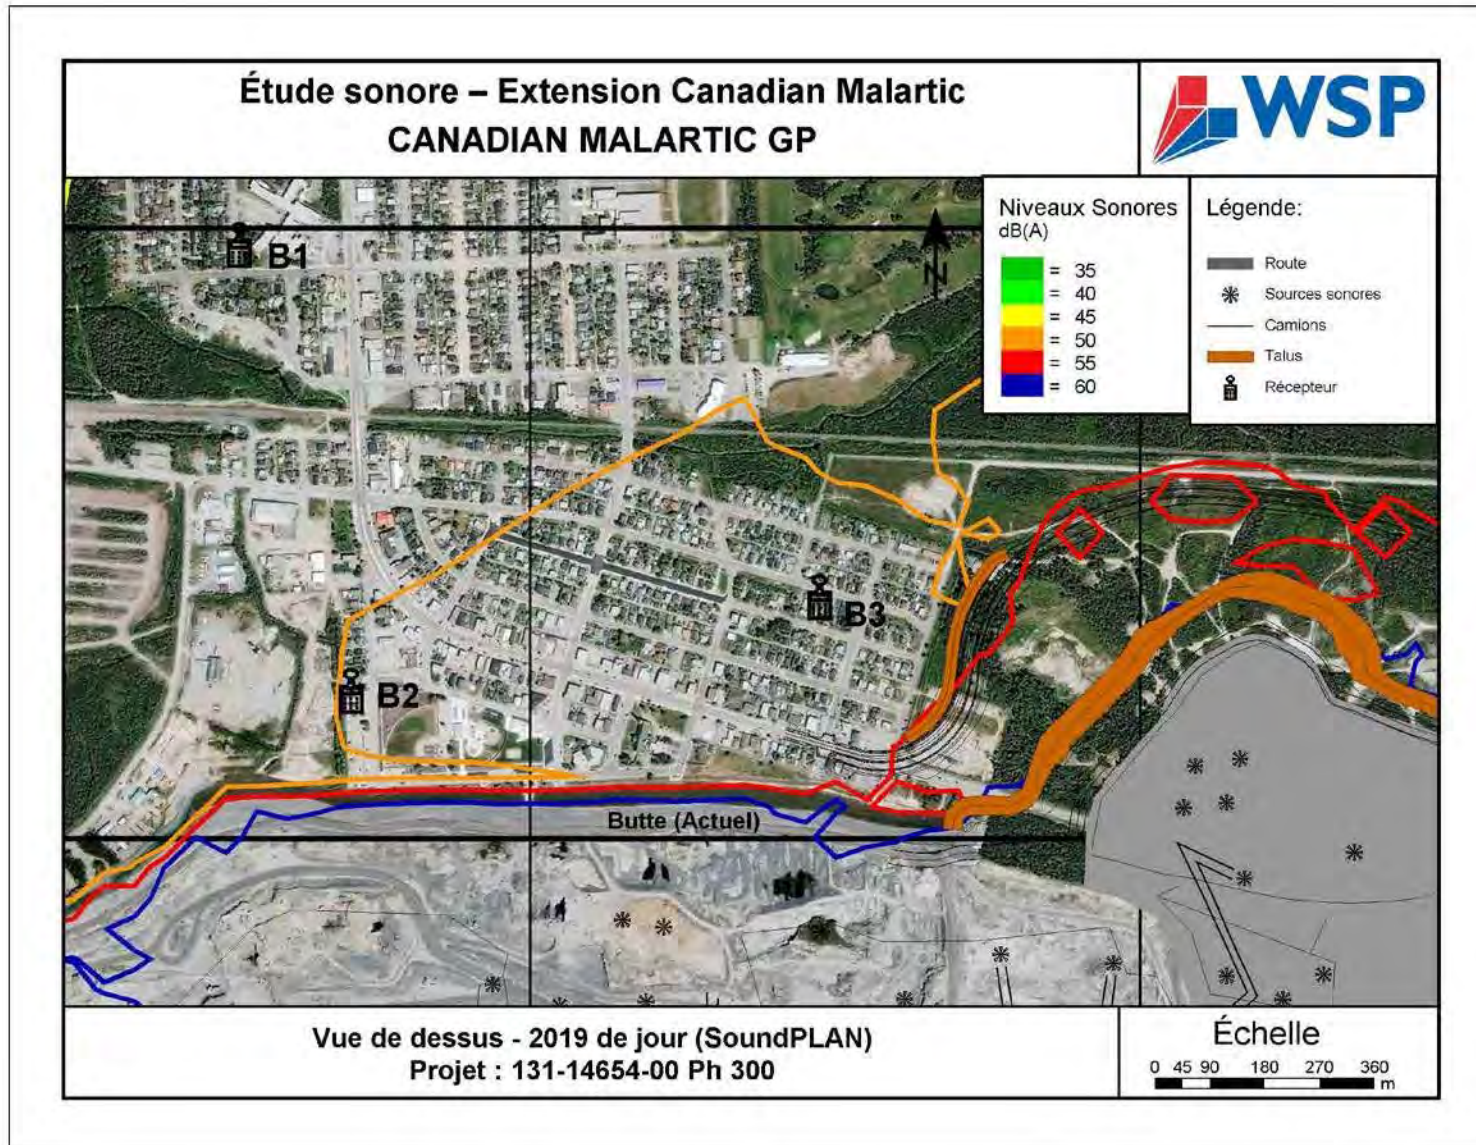 Étude sonore – Extension Canadian Malartic
CANADIAN MALARTIC GP
WSP
Niveaux Sonores
dB(A)
= 35
= 40
= 45
= 50
= 55
= 60
Légende:
Route
Sources sonores
Camions
Talus
Récepteur
N
B1
B2
B3
Butte (Actuel)
Vue de dessus - 2019 de jour (SoundPLAN)
Projet : 131-14654-00 Ph 300
Échelle
0 45 90 180 270 360
m